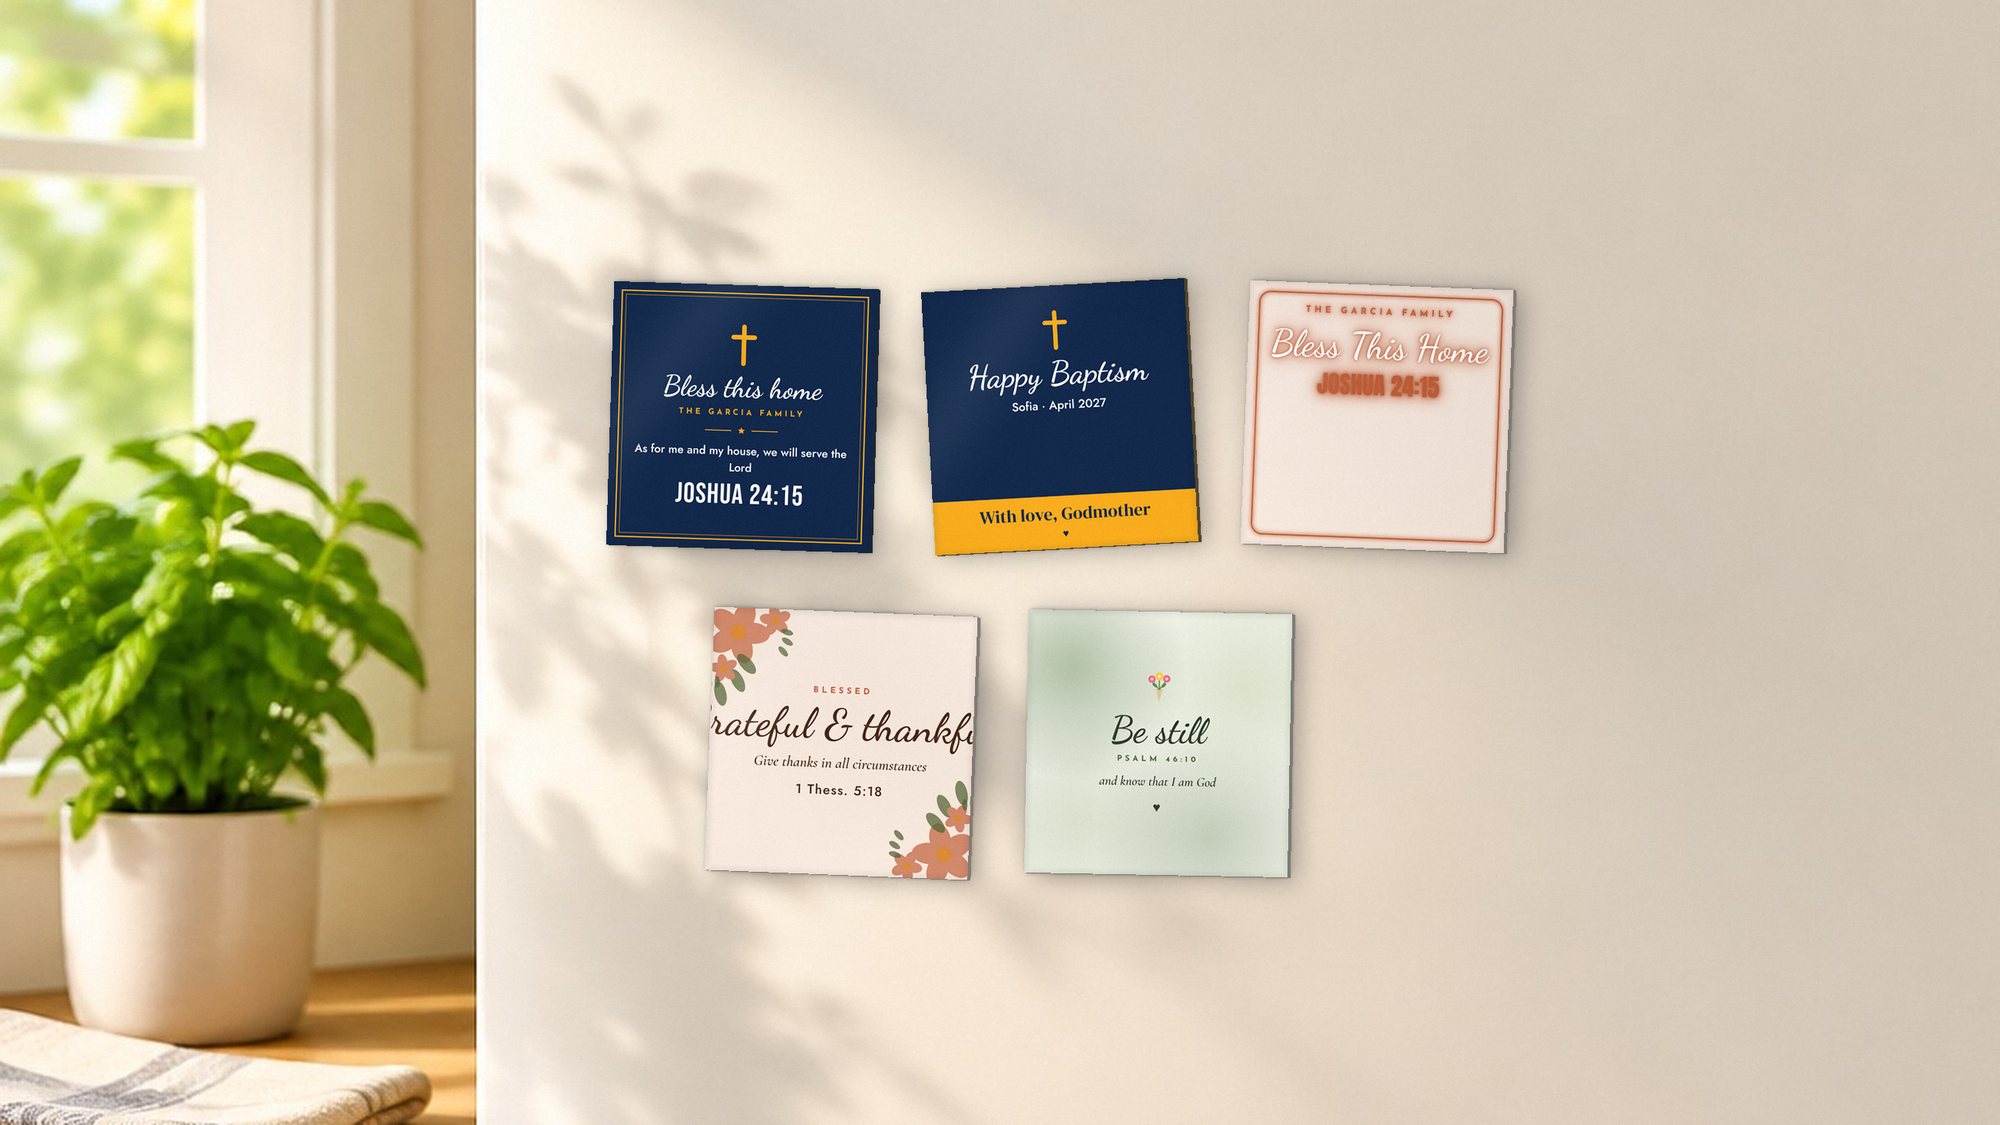 Bless this home
THE GARCIA FAMILY
As for me and my house, we will serve the
Lord
JOSHUA 24:15
Happy Baptism
Sofia · April 2027
With love, Godmother
THE GARCIA FAMILY
Bless This Home
JOSHUA 24:15
BLESSED
rateful & thankfu
Give thanks in all circumstances
1 Thess. 5:18
Be still
PSALM 46:10
and know that I am God